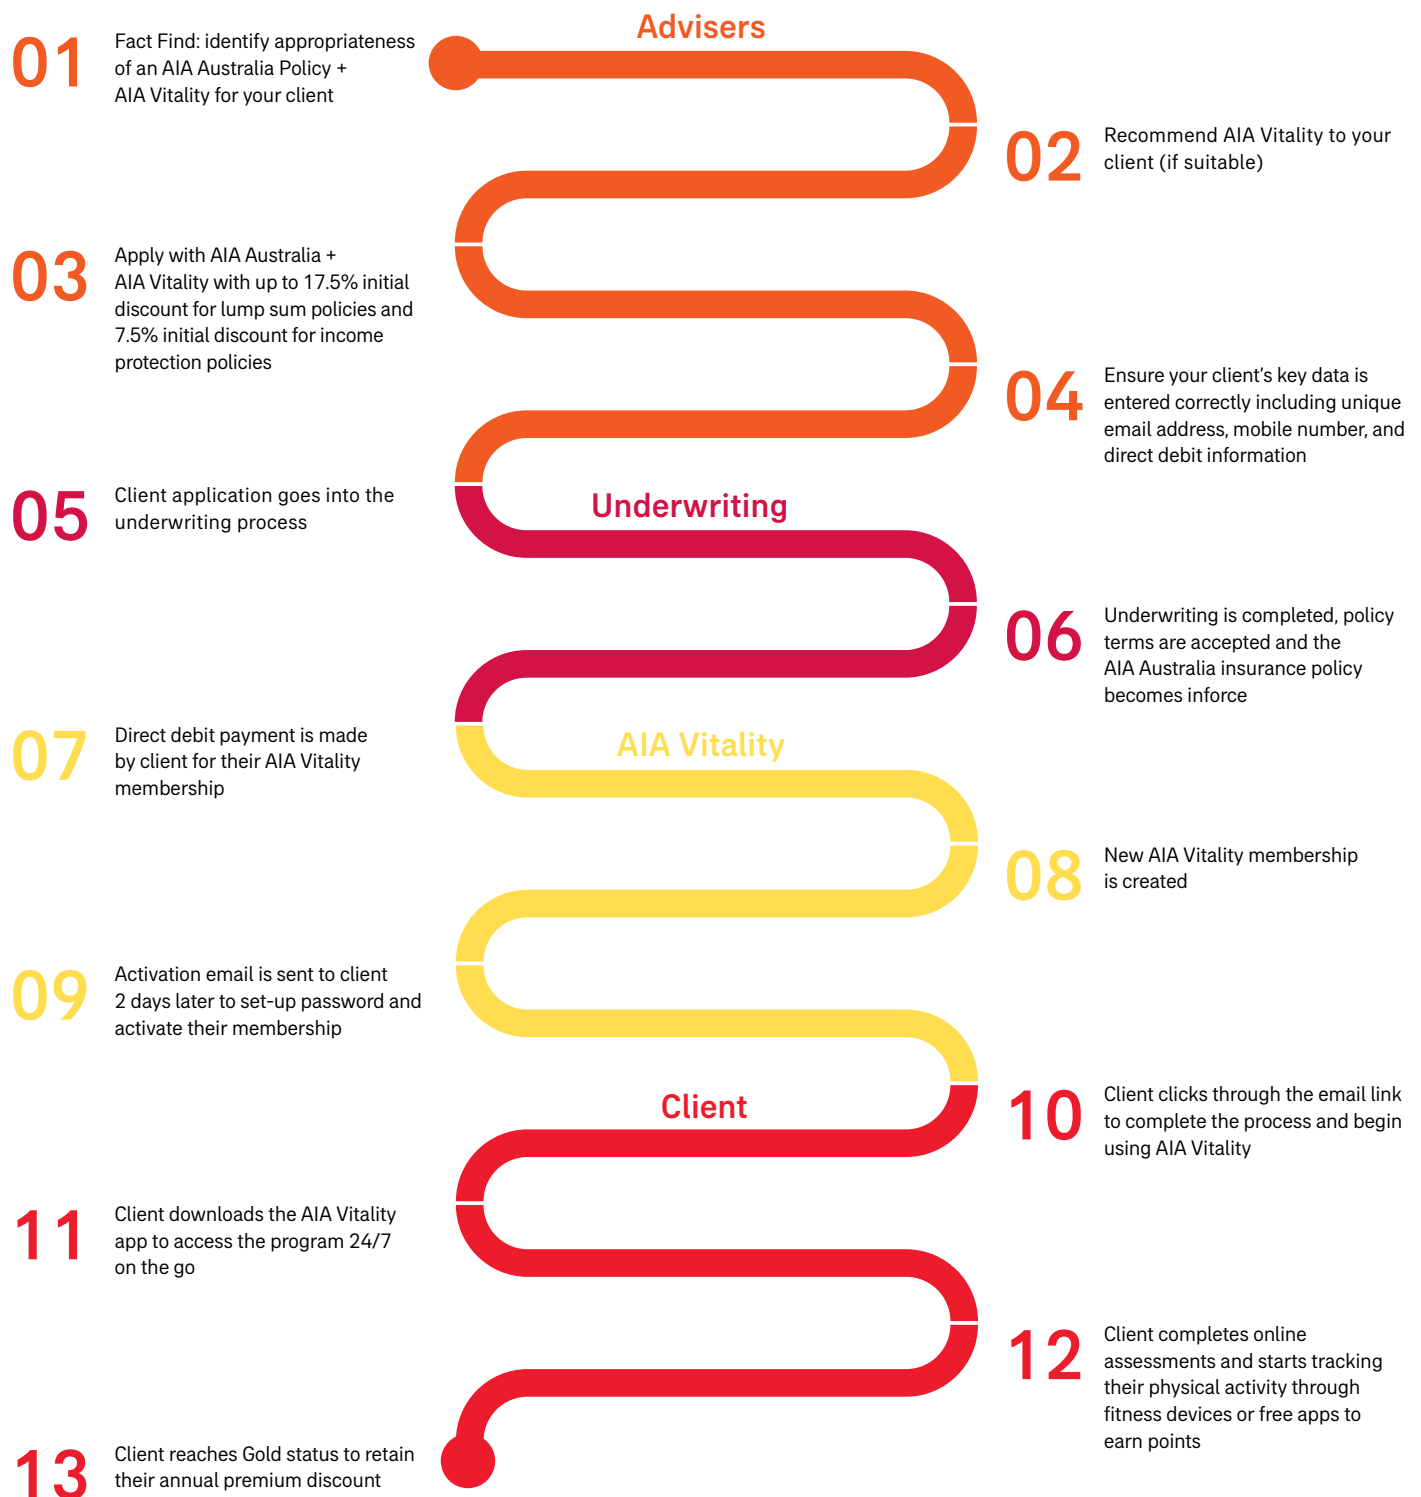 Advisers
01
Fact Find: identify appropriateness
of an AIA Australia Policy +
AIA Vitality for your client
02
Recommend AIA Vitality to your
client (if suitable)
03
Apply with AIA Australia +
AIA Vitality with up to 17.5% initial
discount for lump sum policies and
7.5% initial discount for income
protection policies
04
Ensure your client’s key data is
entered correctly including unique
email address, mobile number, and
direct debit information
Underwriting
05
Client application goes into the
underwriting process
06
Underwriting is completed, policy
terms are accepted and the
AIA Australia insurance policy
becomes inforce
AIA Vitality
07
Direct debit payment is made
by client for their AIA Vitality
membership
08
New AIA Vitality membership
is created
09
Activation email is sent to client
2 days later to set-up password and
activate their membership
Client
10
Client clicks through the email link
to complete the process and begin
using AIA Vitality
11
Client downloads the AIA Vitality
app to access the program 24/7
on the go
12
Client completes online
assessments and starts tracking
their physical activity through
fitness devices or free apps to
earn points
13
Client reaches Gold status to retain
their annual premium discount